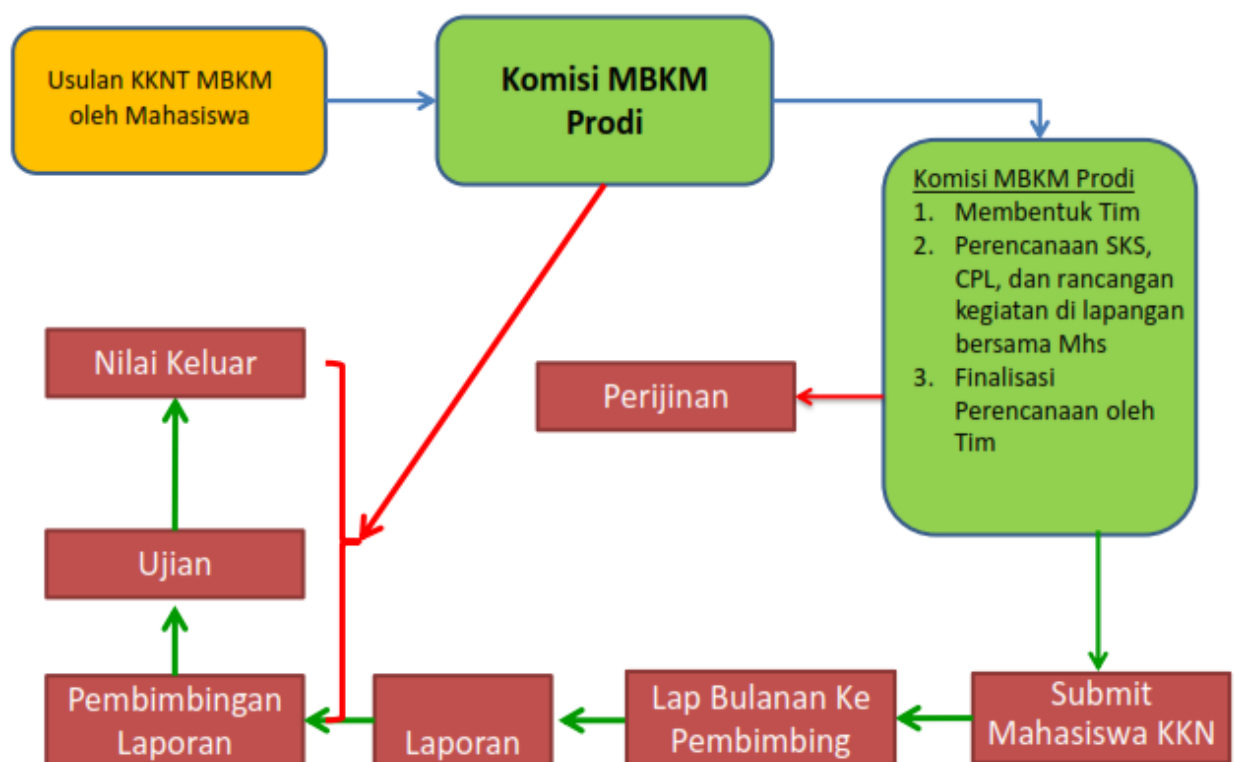 Usulan KKNT MBKM
oleh Mahasiswa
Komisi MBKM
Prodi
Komisi MBKM Prodi
1. Membentuk Tim
2. Perencanaan SKS,
CPL, dan rancangan
kegiatan di lapangan
bersama Mhs
3. Finalisasi
Perencanaan oleh
Tim
Perijinan
Nilai Keluar
Ujian
Pembimbingan
Laporan
Laporan
Lap Bulanan Ke
Pembimbing
Submit
Mahasiswa KKN